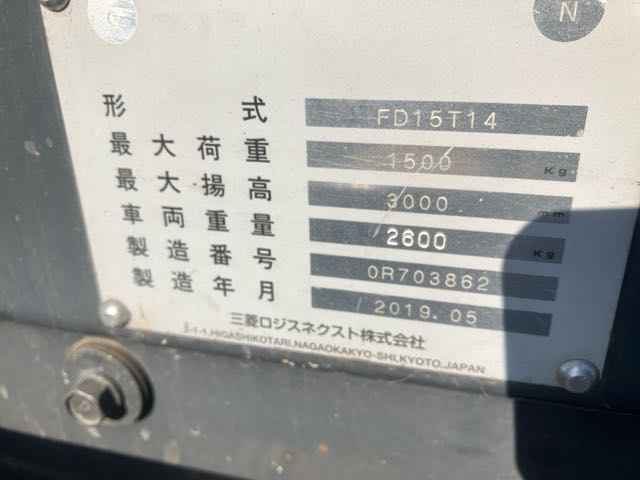 N
形式 FD15T14
最大荷重 1500 Kg
最大揚高 3000 mm
車両重量 2600 Kg
製造番号 0R703862
製造年月 2019.05
三菱ロジスネクスト株式会社
2-1-1,HIGASHIKOTARI,NAGAOKAKYO-SHI,KYOTO,JAPAN